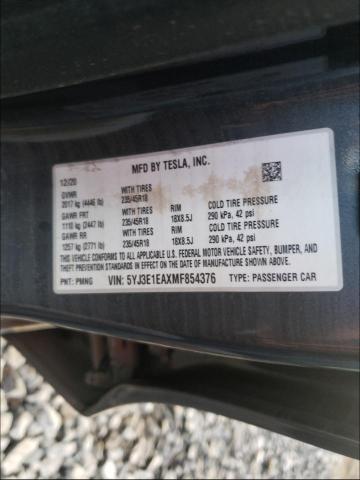 MFD BY TESLA, INC.
12/20
GVWR WITH TIRES
2017 kg (4446 lb) 235/45R18
GAWR FRT WITH TIRES RIM COLD TIRE PRESSURE
1110 kg (2447 lb) 235/45R18 18X8.5J 290 kPa, 42 psi
GAWR RR WITH TIRES RIM COLD TIRE PRESSURE
1257 kg (2771 lb) 235/45R18 18X8.5J 290 kPa, 42 psi
THIS VEHICLE CONFORMS TO ALL APPLICABLE U.S. FEDERAL MOTOR VEHICLE SAFETY, BUMPER, AND
THEFT PREVENTION STANDARDS IN EFFECT ON THE DATE OF MANUFACTURE SHOWN ABOVE.
PNT: PMNG VIN: 5YJ3E1EAXMF854376 TYPE: PASSENGER CAR